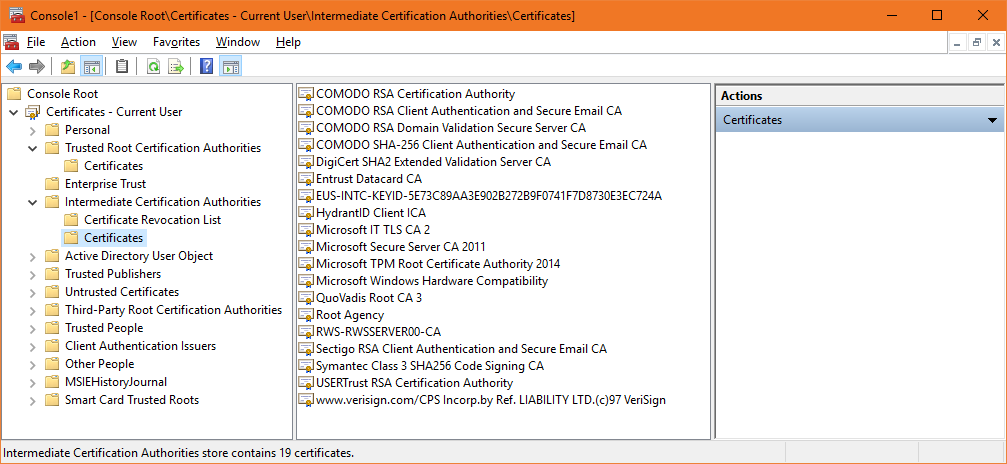 Console1 - [Console Root\Certificates - Current User\Intermediate Certification Authorities\Certificates]
File Action View Favorites Window Help
Console Root
Certificates - Current User
Personal
Trusted Root Certification Authorities
Certificates
Enterprise Trust
Intermediate Certification Authorities
Certificate Revocation List
Certificates
Active Directory User Object
Trusted Publishers
Untrusted Certificates
Third-Party Root Certification Authorities
Trusted People
Client Authentication Issuers
Other People
MSIEHistoryJournal
Smart Card Trusted Roots
COMODO RSA Certification Authority
COMODO RSA Client Authentication and Secure Email CA
COMODO RSA Domain Validation Secure Server CA
COMODO SHA-256 Client Authentication and Secure Email CA
DigiCert SHA2 Extended Validation Server CA
Entrust Datacard CA
EUS-INTC-KEYID-5E73C89AA3E902B272B9F0741F7D8730E3EC724A
HydrantID Client ICA
Microsoft IT TLS CA 2
Microsoft Secure Server CA 2011
Microsoft TPM Root Certificate Authority 2014
Microsoft Windows Hardware Compatibility
QuoVadis Root CA 3
Root Agency
RWS-RWSSERVER00-CA
Sectigo RSA Client Authentication and Secure Email CA
Symantec Class 3 SHA256 Code Signing CA
USERTrust RSA Certification Authority
www.verisign.com/CPS Incorp.by Ref. LIABILITY LTD.(c)97 VeriSign
Actions
Certificates
Intermediate Certification Authorities store contains 19 certificates.